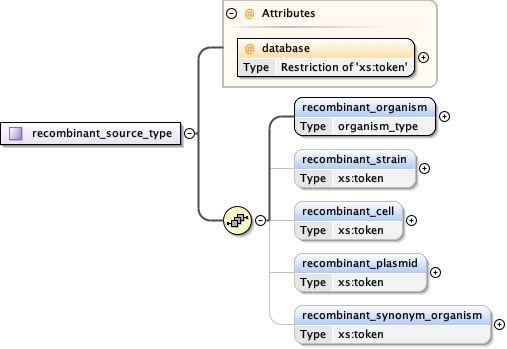 @ Attributes
@ database
Type Restriction of 'xs:token'
recombinant_source_type
recombinant_organism
Type organism_type
recombinant_strain
Type xs:token
recombinant_cell
Type xs:token
recombinant_plasmid
Type xs:token
recombinant_synonym_organism
Type xs:token